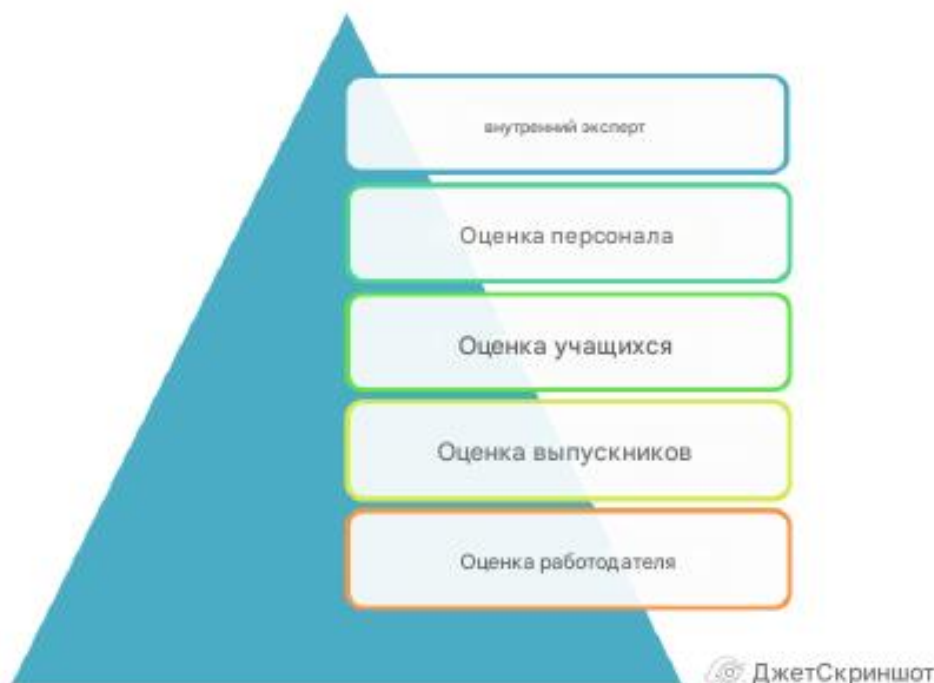 внутренний эксперт
Оценка персонала
Оценка учащихся
Оценка выпускников
Оценка работодателя
ДжетСкриншот